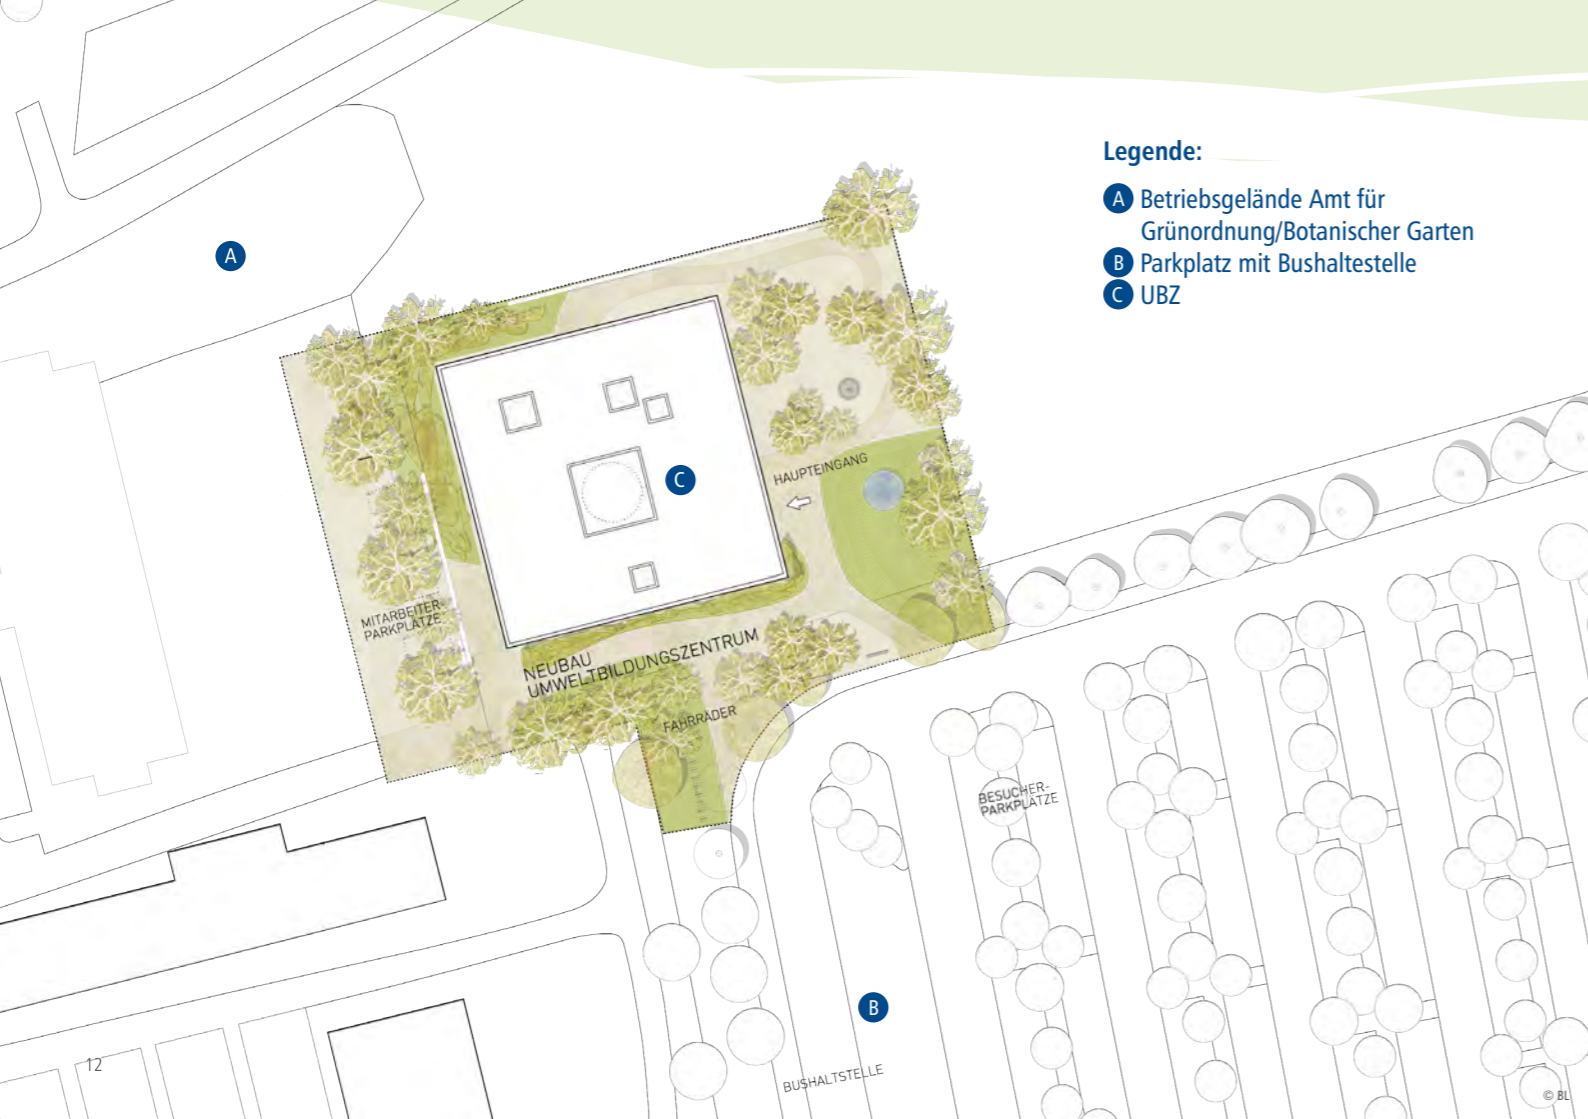 Legende:
A Betriebsgelände Amt für
Grünordnung/Botanischer Garten
B Parkplatz mit Bushaltestelle
C UBZ
A
C
HAUPTEINGANG
MITARBEITER-
PARKPLÄTZE
NEUBAU
UMWELTBILDUNGSZENTRUM
FAHRRÄDER
BESUCHER-
PARKPLÄTZE
B
BUSHALTSTELLE
12
© BL